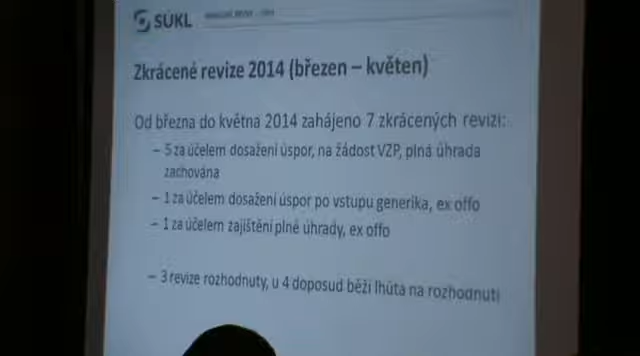 SÚKL
Zkrácené revize 2014 (březen – květen)
Od března do května 2014 zahájeno 7 zkrácených revizí:
– 5 za účelem dosažení úspor, na žádost VZP, plná úhrada
zachována
– 1 za účelem dosažení úspor po vstupu generika, ex offo
– 1 za účelem zajištění plné úhrady, ex offo
– 3 revize rozhodnuty, u 4 doposud běží lhůta na rozhodnutí